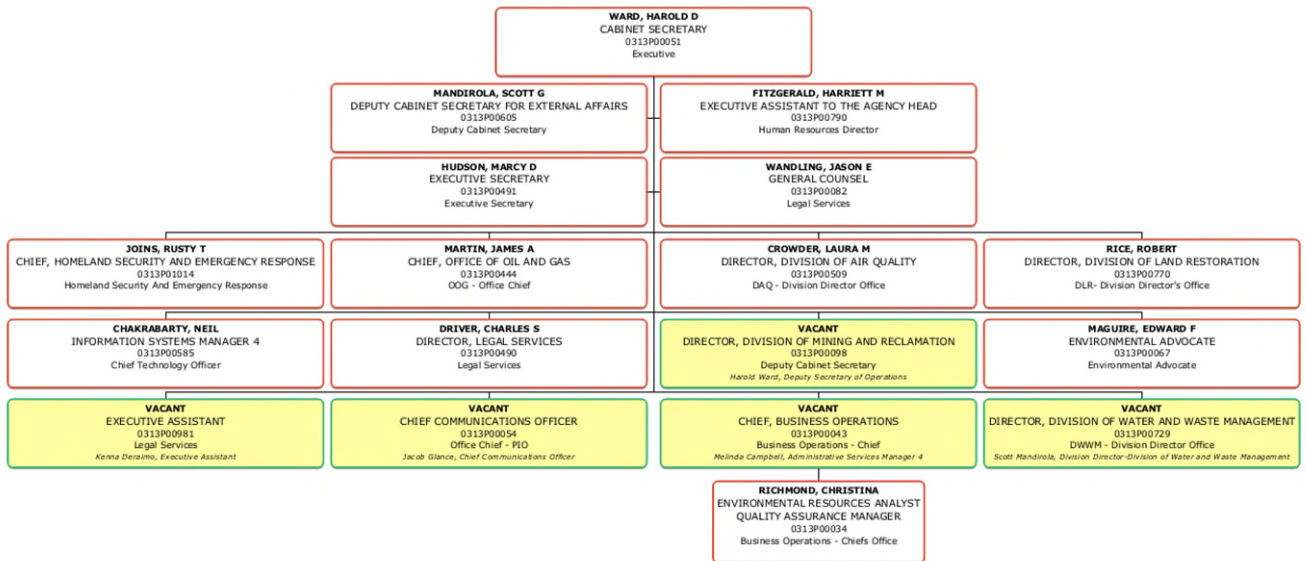 WARD, HAROLD D
CABINET SECRETARY
0313P00051
Executive
MANDIROLA, SCOTT G
DEPUTY CABINET SECRETARY FOR EXTERNAL AFFAIRS
0313P00605
Deputy Cabinet Secretary
FITZGERALD, HARRIETT M
EXECUTIVE ASSISTANT TO THE AGENCY HEAD
0313P00790
Human Resources Director
HUDSON, MARCY D
EXECUTIVE SECRETARY
0313P00491
Executive Secretary
WANDLING, JASON E
GENERAL COUNSEL
0313P00082
Legal Services
JOINS, RUSTY T
CHIEF, HOMELAND SECURITY AND EMERGENCY RESPONSE
0313P01014
Homeland Security And Emergency Response
MARTIN, JAMES A
CHIEF, OFFICE OF OIL AND GAS
0313P00444
OOG - Office Chief
CROWDER, LAURA M
DIRECTOR, DIVISION OF AIR QUALITY
0313P00509
DAQ - Division Director Office
RICE, ROBERT
DIRECTOR, DIVISION OF LAND RESTORATION
0313P00770
DLR- Division Director's Office
CHAKRABARTY, NEIL
INFORMATION SYSTEMS MANAGER 4
0313P00585
Chief Technology Officer
DRIVER, CHARLES S
DIRECTOR, LEGAL SERVICES
0313P00490
Legal Services
VACANT
DIRECTOR, DIVISION OF MINING AND RECLAMATION
0313P00098
Deputy Cabinet Secretary
Harold Ward, Deputy Secretary of Operations
MAGUIRE, EDWARD F
ENVIRONMENTAL ADVOCATE
0313P00067
Environmental Advocate
VACANT
EXECUTIVE ASSISTANT
0313P00981
Legal Services
Kenna Deraimo, Executive Assistant
VACANT
CHIEF COMMUNICATIONS OFFICER
0313P00054
Office Chief - PIO
Jacob Glance, Chief Communications Officer
VACANT
CHIEF, BUSINESS OPERATIONS
0313P00043
Business Operations - Chief
Melinda Campbell, Administrative Services Manager 4
VACANT
DIRECTOR, DIVISION OF WATER AND WASTE MANAGEMENT
0313P00729
DWWM - Division Director Office
Scott Mandirola, Division Director-Division of Water and Waste Management
RICHMOND, CHRISTINA
ENVIRONMENTAL RESOURCES ANALYST
QUALITY ASSURANCE MANAGER
0313P00034
Business Operations - Chiefs Office